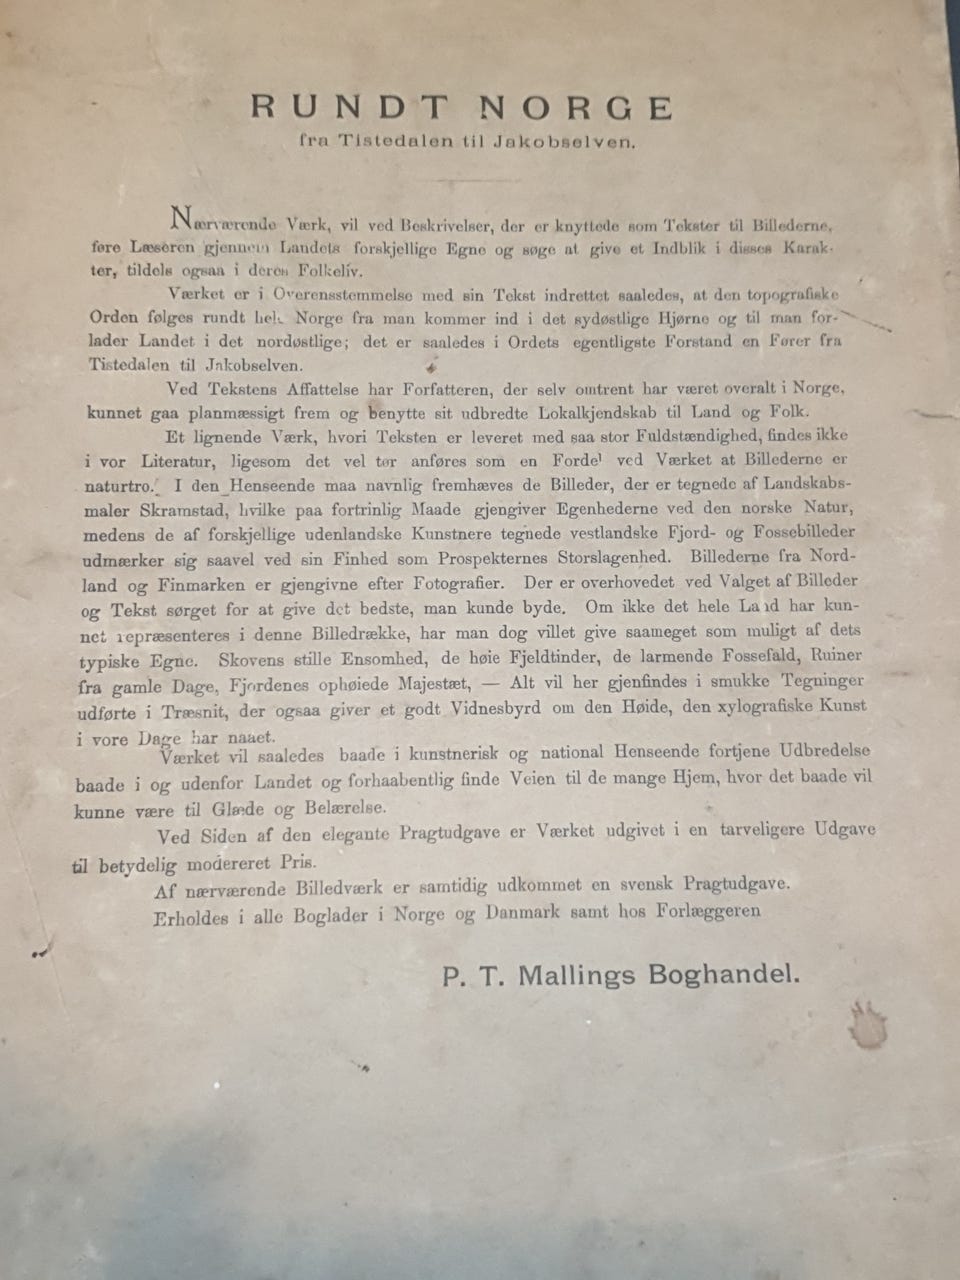 RUNDT NORGE
fra Tistedalen til Jakobselven.
Nærværende Værk, vil ved Beskrivelser, der er knyttede som Tekster til Billederne,
føre Læseren gjennem Landets forskjellige Egne og søge at give et Indblik i disses Karak-
ter, tildels ogsaa i deres Folkeliv.
Værket er i Overensstemmelse med sin Tekst indrettet saaledes, at den topografiske
Orden følges rundt hele Norge fra man kommer ind i det sydøstlige Hjørne og til man for-
lader Landet i det nordøstlige; det er saaledes i Ordets egentligste Forstand en Fører fra
Tistedalen til Jakobselven.
Ved Tekstens Affattelse har Forfatteren, der selv omtrent har været overalt i Norge,
kunnet gaa planmæssigt frem og benytte sit udbredte Lokalkjendskab til Land og Folk.
Et lignende Værk, hvori Teksten er leveret med saa stor Fuldstændighed, findes ikke
i vor Literatur, ligesom det vel tør anføres som en Fordel ved Værket at Billederne er
naturtro. I den Henseende maa navnlig fremhæves de Billeder, der er tegnede af Landskabs-
maler Skramstad, hvilke paa fortrinlig Maade gjengiver Egenhederne ved den norske Natur,
medens de af forskjellige udenlandske Kunstnere tegnede vestlandske Fjord- og Fossebilleder
udmærker sig saavel ved sin Finhed som Prospekternes Storslagenhed. Billederne fra Nord-
land og Finmarken er gjengivne efter Fotografier. Der er overhovedet ved Valget af Billeder
og Tekst sørget for at give det bedste, man kunde byde. Om ikke det hele Land har kun-
net repræsenteres i denne Billedrække, har man dog villet give saameget som muligt af dets
typiske Egne. Skovens stille Ensomhed, de høie Fjeldtinder, de larmende Fossefald, Ruiner
fra gamle Dage, Fjordenes ophøiede Majestæt, — Alt vil her gjenfindes i smukke Tegninger
udførte i Træsnit, der ogsaa giver et godt Vidnesbyrd om den Høide, den xylografiske Kunst
i vore Dage har naaet.
Værket vil saaledes baade i kunstnerisk og national Henseende fortjene Udbredelse
baade i og udenfor Landet og forhaabentlig finde Veien til de mange Hjem, hvor det baade vil
kunne være til Glæde og Belærelse.
Ved Siden af den elegante Pragtudgave er Værket udgivet i en tarveligere Udgave
til betydelig modereret Pris.
Af nærværende Billedværk er samtidig udkommet en svensk Pragtudgave.
Erholdes i alle Boglader i Norge og Danmark samt hos Forlæggeren
P. T. Mallings Boghandel.